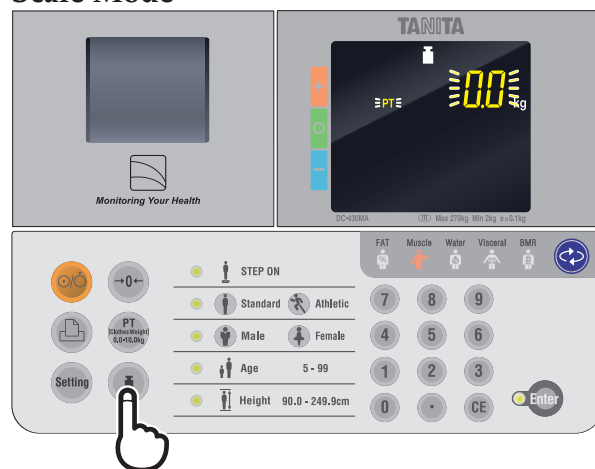 Scale Mode
TANITA
PT
0.0 kg
Monitoring Your Health
DC-430MA Max 270kg Min 2kg e=0.1kg
FAT Muscle Water Visceral BMR
%
→0←
STEP ON
PT
(Clothes Weight)
0.0-10.0kg
Standard Athletic
Male Female
Setting
Age 5 - 99
Height 90.0 - 249.9cm
7 8 9
4 5 6
1 2 3
0 · CE
Enter